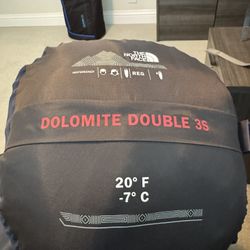 THE
NORTH
FACE
REG
DOLOMITE DOUBLE 3S
20° F
-7° C